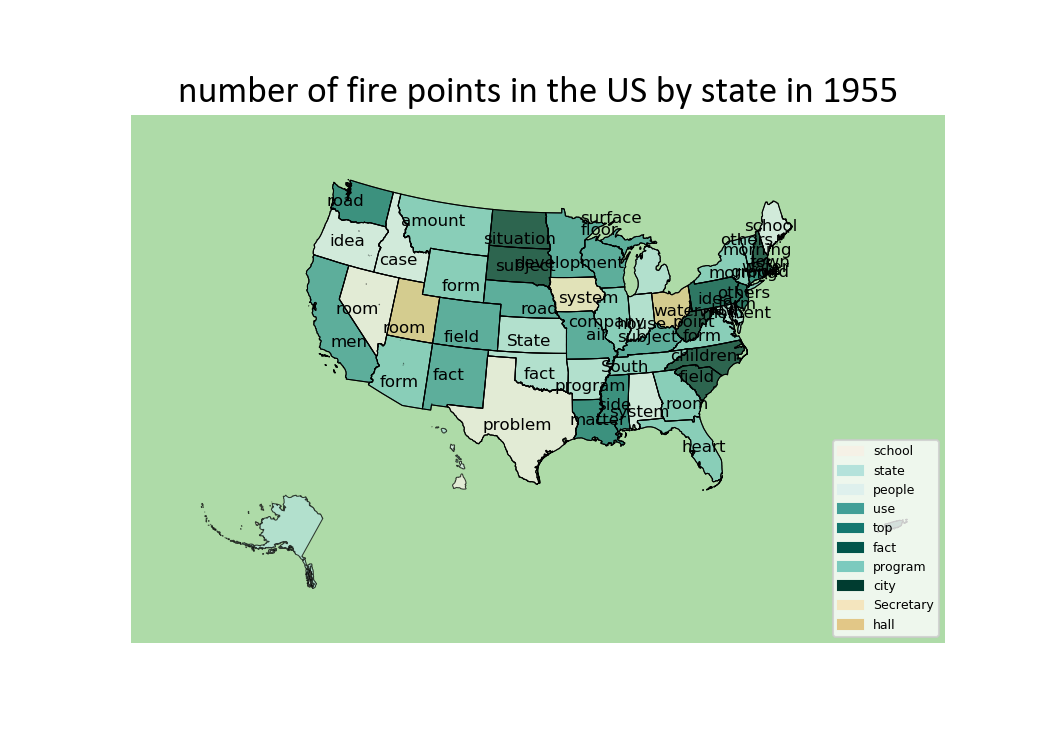 number of fire points in the US by state in 1955
road
amount
surface
floor
school
idea
situation
others
morning
case
subject
development
town
form
morning
system
others
room
road
idea
water
room
company
house
point
men
field
State
air
subject
form
form
fact
fact
South
children
program
field
side
system
room
problem
matter
heart
school
state
people
use
top
fact
program
city
Secretary
hall